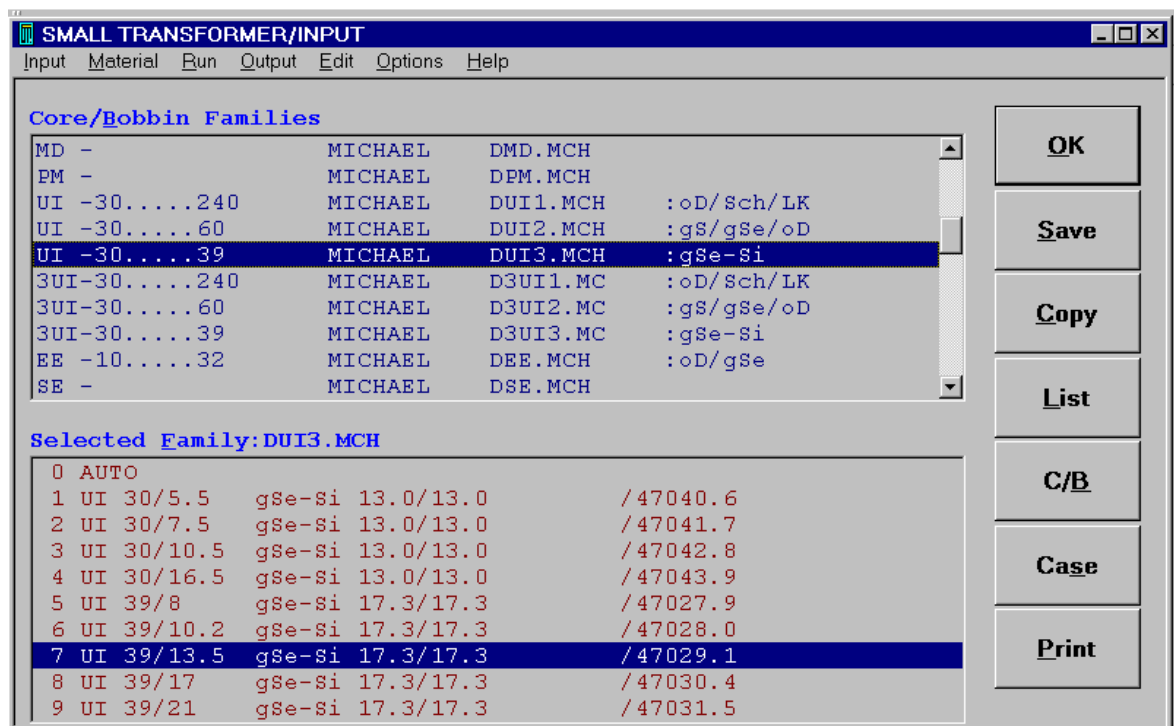 SMALL TRANSFORMER/INPUT
Input Material Run Output Edit Options Help
Core/Bobbin Families
MD - MICHAEL DMD.MCH
PM - MICHAEL DPM.MCH
UI -30.....240 MICHAEL DUI1.MCH :oD/Sch/LK
UI -30.....60 MICHAEL DUI2.MCH :gS/gSe/oD
UI -30.....39 MICHAEL DUI3.MCH :gSe-Si
3UI-30.....240 MICHAEL D3UI1.MC :oD/Sch/LK
3UI-30.....60 MICHAEL D3UI2.MC :gS/gSe/oD
3UI-30.....39 MICHAEL D3UI3.MC :gSe-Si
EE -10.....32 MICHAEL DEE.MCH :oD/gSe
SE - MICHAEL DSE.MCH
Selected Family:DUI3.MCH
0 AUTO
1 UI 30/5.5 gSe-Si 13.0/13.0 /47040.6
2 UI 30/7.5 gSe-Si 13.0/13.0 /47041.7
3 UI 30/10.5 gSe-Si 13.0/13.0 /47042.8
4 UI 30/16.5 gSe-Si 13.0/13.0 /47043.9
5 UI 39/8 gSe-Si 17.3/17.3 /47027.9
6 UI 39/10.2 gSe-Si 17.3/17.3 /47028.0
7 UI 39/13.5 gSe-Si 17.3/17.3 /47029.1
8 UI 39/17 gSe-Si 17.3/17.3 /47030.4
9 UI 39/21 gSe-Si 17.3/17.3 /47031.5
OK
Save
Copy
List
C/B
Case
Print